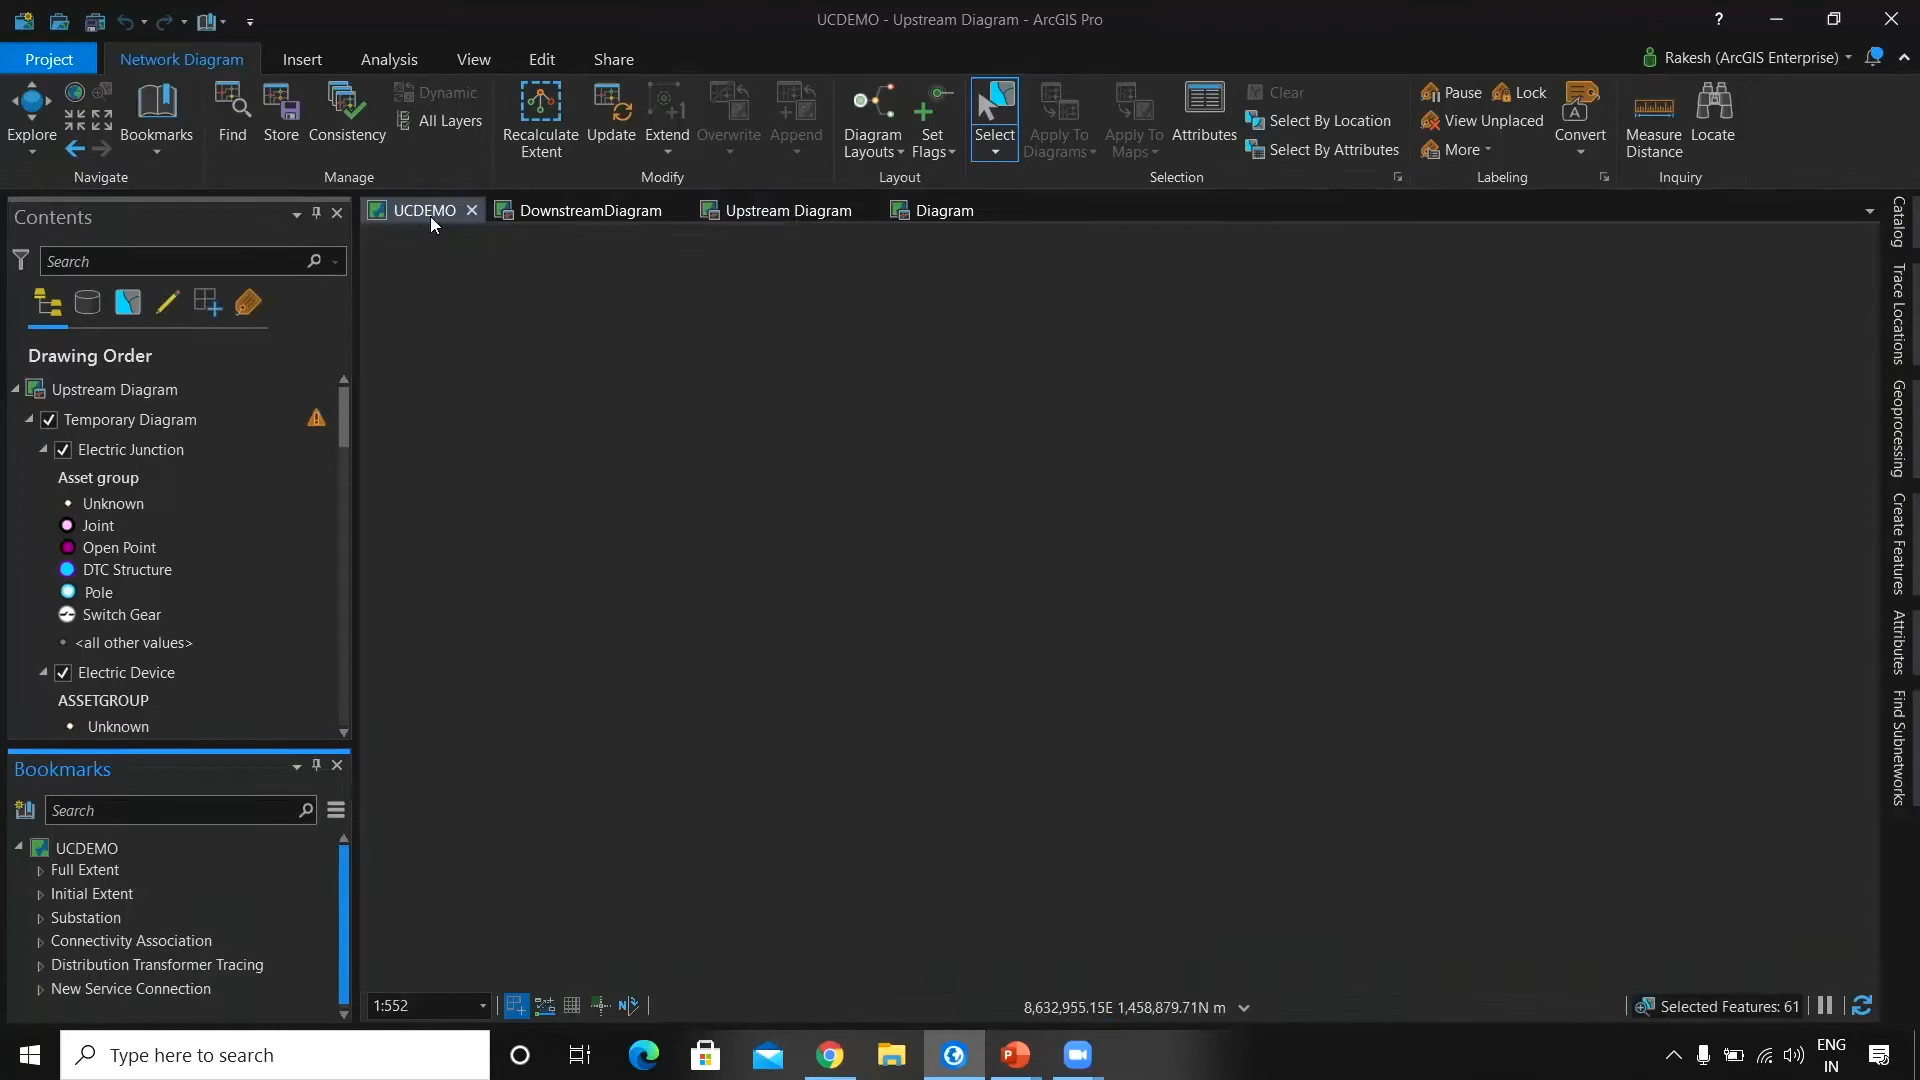 UCDEMO - Upstream Diagram - ArcGIS Pro
?
Project
Network Diagram
Insert
Analysis
View
Edit
Share
Rakesh (ArcGIS Enterprise)
Explore
Bookmarks
Navigate
Find
Store
Consistency
Dynamic
All Layers
Manage
Recalculate
Extent
Update
Extend
Overwrite
Append
Modify
Diagram
Layouts
Set
Flags
Layout
Select
Apply To
Diagrams
Apply To
Maps
Attributes
Clear
Select By Location
Select By Attributes
Selection
Pause
Lock
View Unplaced
More
Convert
Labeling
Measure
Distance
Locate
Inquiry
Contents
Search
Drawing Order
Upstream Diagram
Temporary Diagram
Electric Junction
Asset group
Unknown
Joint
Open Point
DTC Structure
Pole
Switch Gear
<all other values>
Electric Device
ASSETGROUP
Unknown
Bookmarks
Search
UCDEMO
Full Extent
Initial Extent
Substation
Connectivity Association
Distribution Transformer Tracing
New Service Connection
UCDEMO
DownstreamDiagram
Upstream Diagram
Diagram
1:552
8,632,955.15E 1,458,879.71N m
Selected Features: 61
Catalog
Trace Locations
Geoprocessing
Create Features
Attributes
Find Subnetworks
Type here to search
ENG
IN